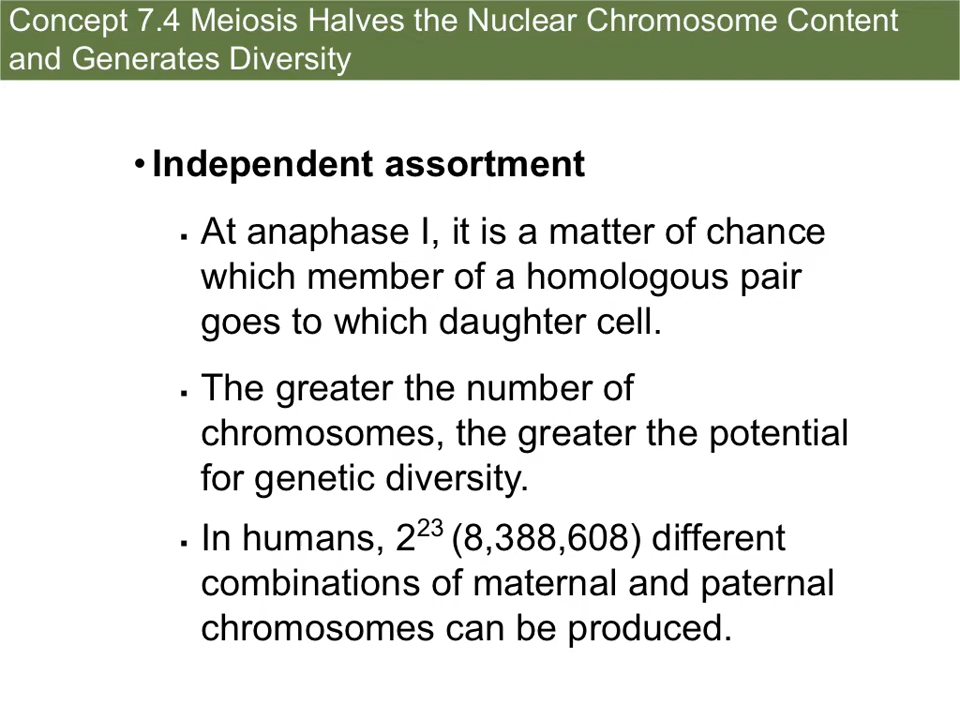 Concept 7.4 Meiosis Halves the Nuclear Chromosome Content
and Generates Diversity
• Independent assortment
▪ At anaphase I, it is a matter of chance
which member of a homologous pair
goes to which daughter cell.
▪ The greater the number of
chromosomes, the greater the potential
for genetic diversity.
▪ In humans, 2²³ (8,388,608) different
combinations of maternal and paternal
chromosomes can be produced.